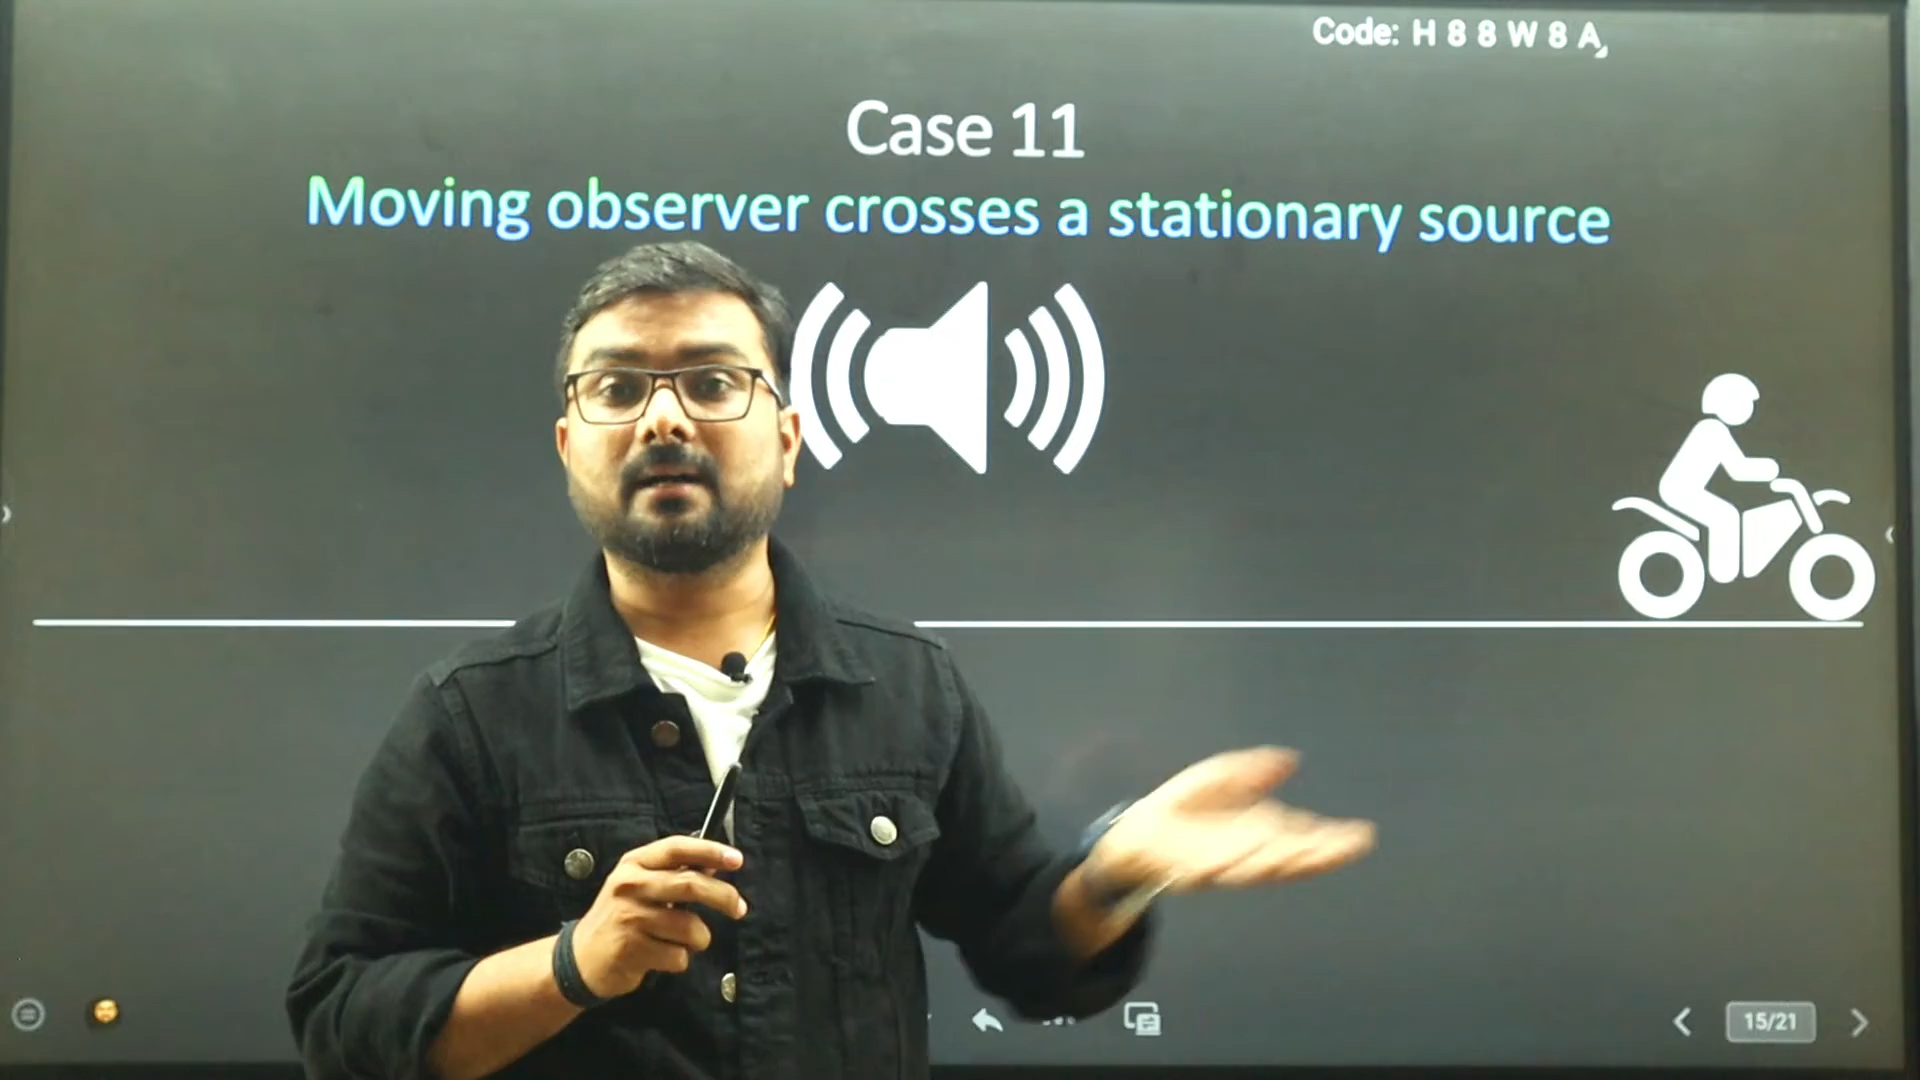 Code: H 8 8 W 8 A
Case 11
Moving observer crosses a stationary source
15/21